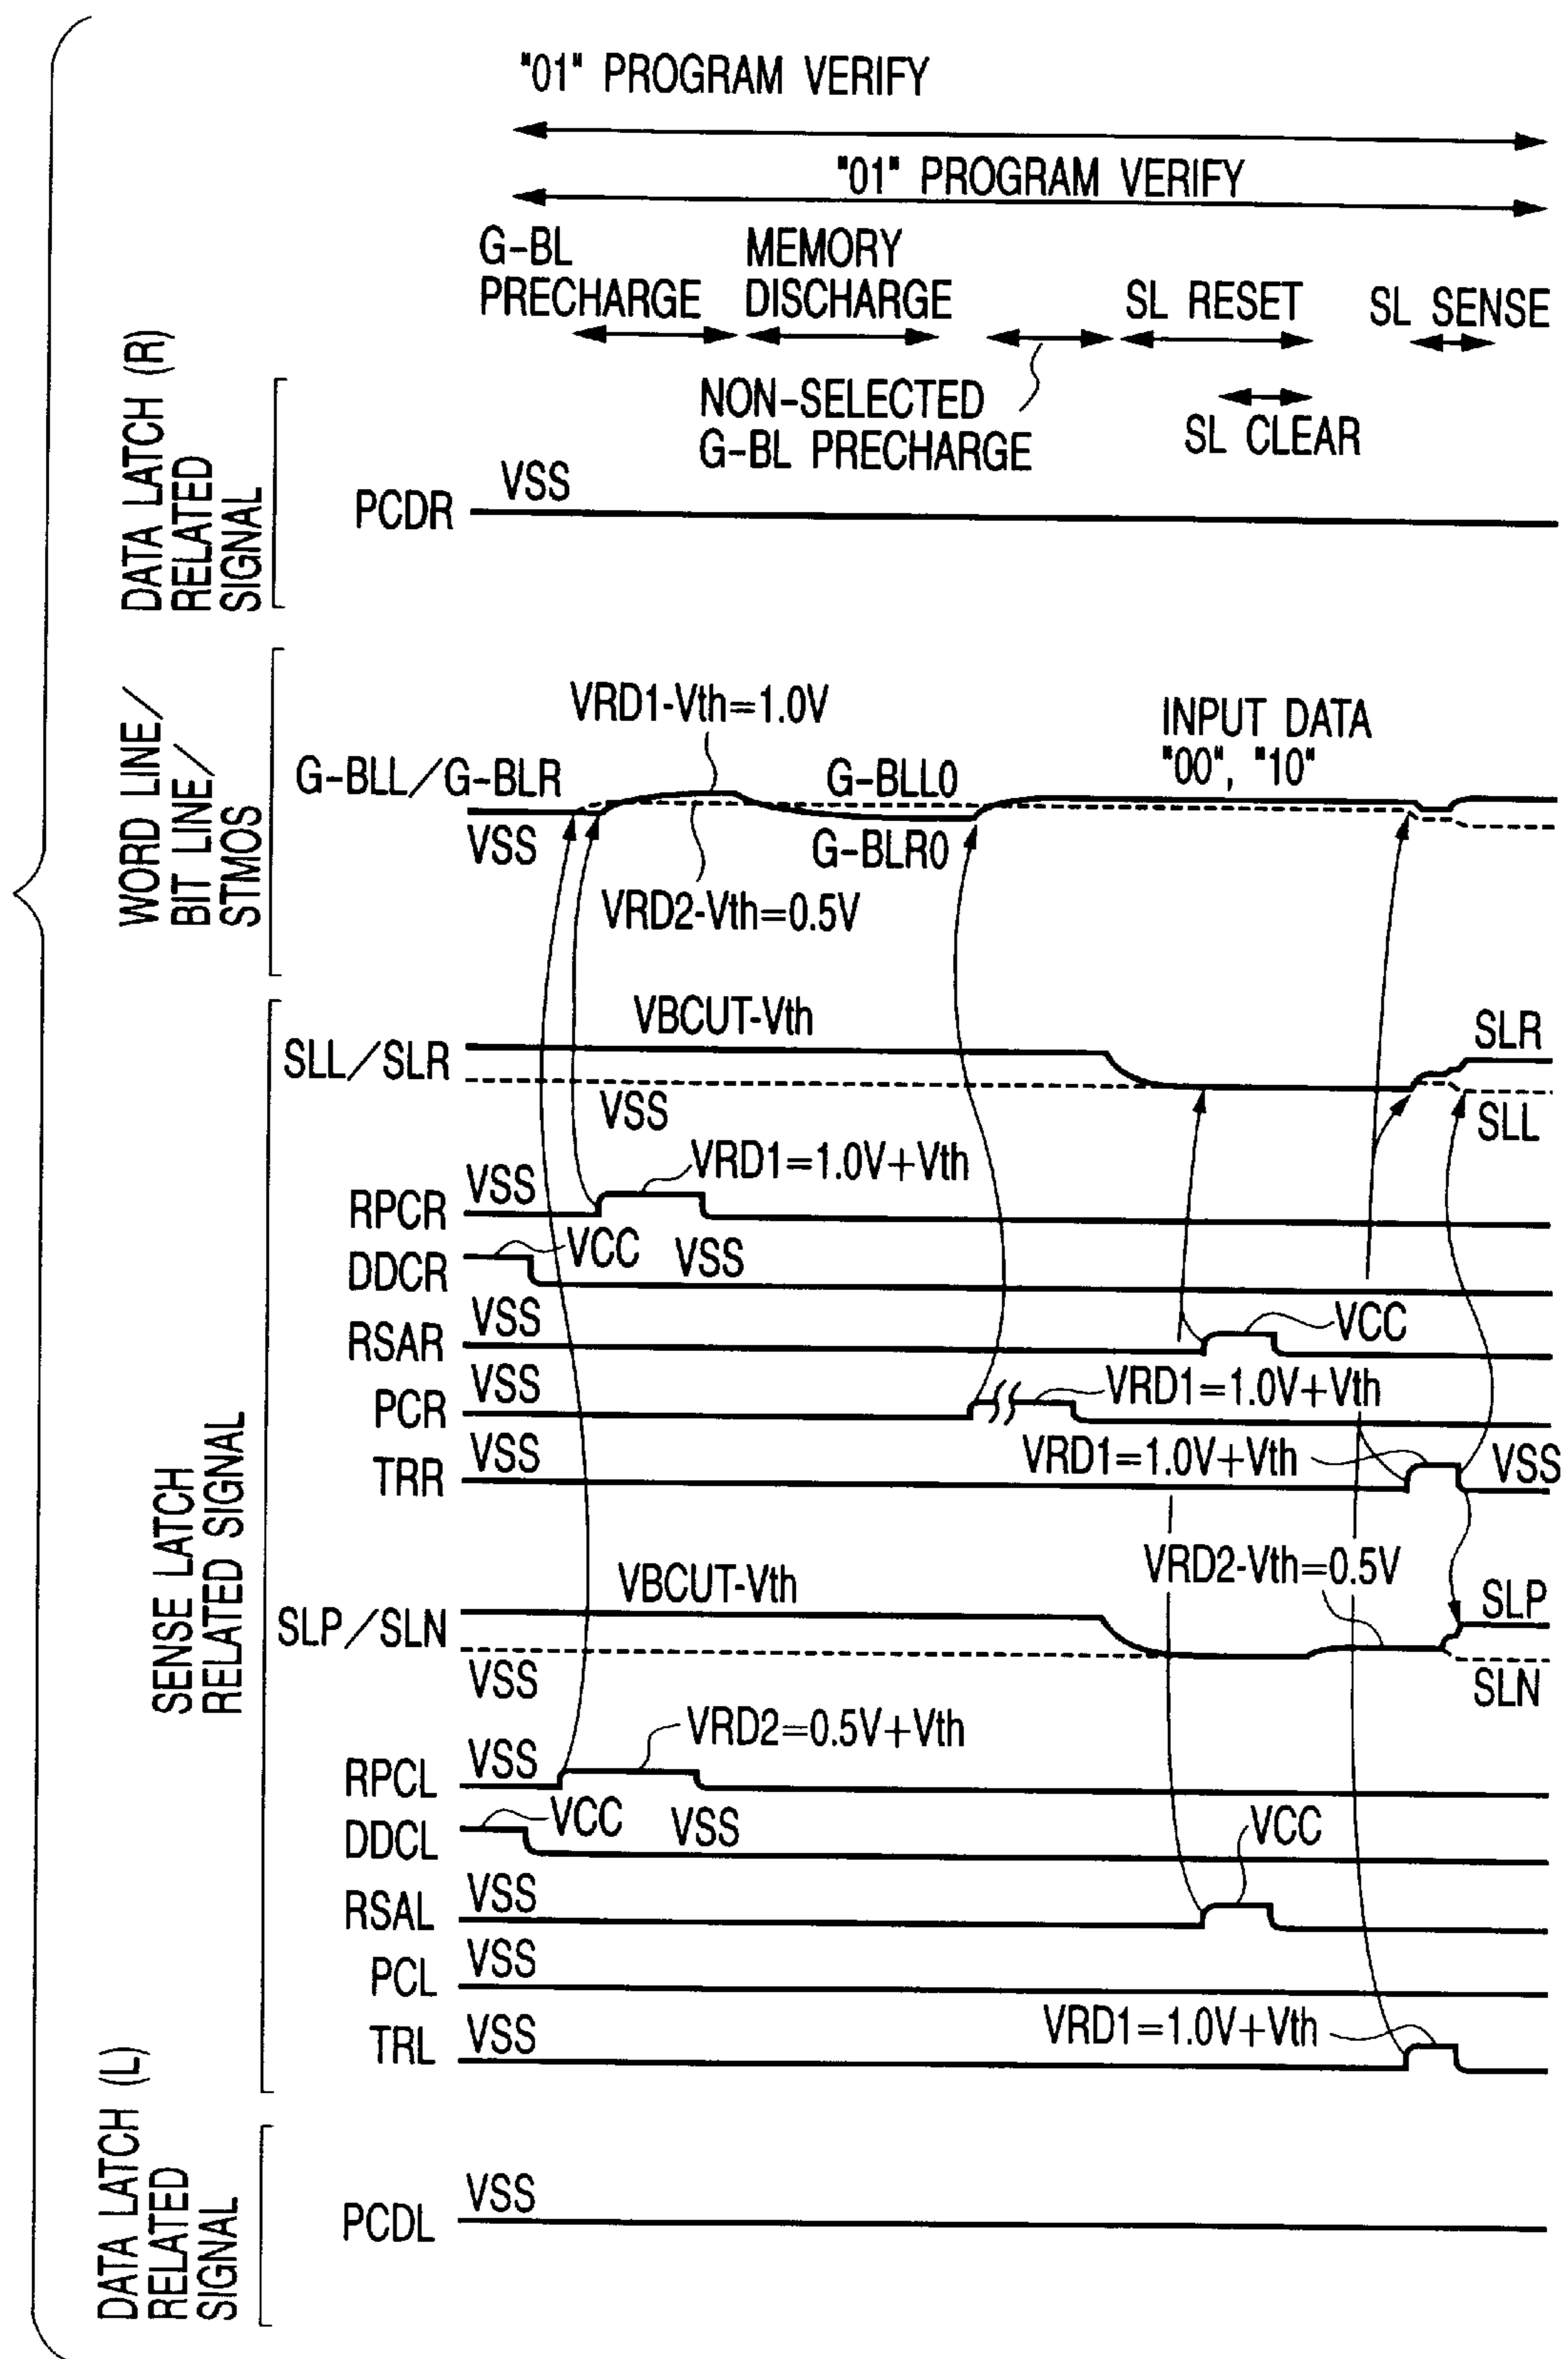 "01" PROGRAM VERIFY
"01" PROGRAM VERIFY
G-BL
PRECHARGE
MEMORY
DISCHARGE
SL RESET
SL SENSE
NON-SELECTED
G-BL PRECHARGE
SL CLEAR
DATA LATCH (R)
RELATED
SIGNAL
PCDR
VSS
WORD LINE/
BIT LINE/
STMOS
VRD1-Vth=1.0V
INPUT DATA
"00", "10"
G-BLL/G-BLR
G-BLL0
VSS
G-BLR0
VRD2-Vth=0.5V
SENSE LATCH
RELATED SIGNAL
VBCUT-Vth
SLR
SLL/SLR
VSS
SLL
VRD1=1.0V+Vth
VSS
RPCR
VCC
VSS
DDCR
VSS
VCC
RSAR
VSS
VRD1=1.0V+Vth
PCR
VSS
VRD1=1.0V+Vth
VSS
TRR
VRD2-Vth=0.5V
VBCUT-Vth
SLP
SLP/SLN
VSS
SLN
VRD2=0.5V+Vth
VSS
RPCL
VCC
VSS
VCC
DDCL
VSS
RSAL
VSS
PCL
VSS
VRD1=1.0V+Vth
TRL
DATA LATCH (L)
RELATED
SIGNAL
VSS
PCDL